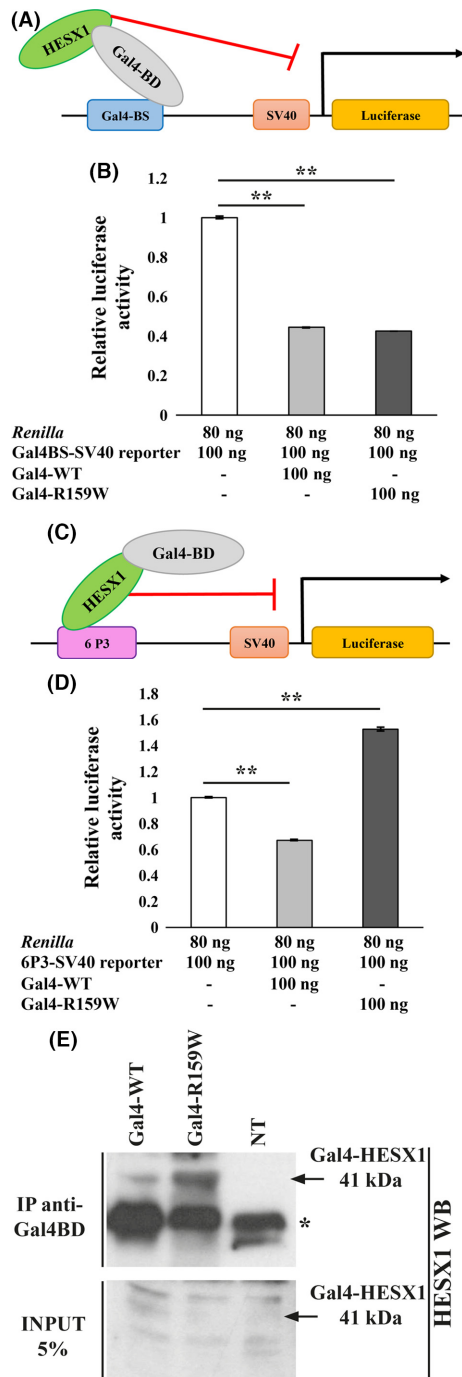 (A)
HESX1
Gal4-BD
Gal4-BS
SV40
Luciferase
(B)
Relative luciferase
activity
1.2
1
0.8
0.6
0.4
0.2
0
**
**
Renilla 80 ng 80 ng 80 ng
Gal4BS-SV40 reporter 100 ng 100 ng 100 ng
Gal4-WT - 100 ng -
Gal4-R159W - - 100 ng
(C)
Gal4-BD
HESX1
6 P3
SV40
Luciferase
(D)
Relative luciferase
activity
1.8
1.6
1.4
1.2
1
0.8
0.6
0.4
0.2
0
**
**
Renilla 80 ng 80 ng 80 ng
6P3-SV40 reporter 100 ng 100 ng 100 ng
Gal4-WT - 100 ng -
Gal4-R159W - - 100 ng
(E)
Gal4-WT
Gal4-R159W
NT
IP anti-
Gal4BD
Gal4-HESX1
41 kDa
*
INPUT
5%
Gal4-HESX1
41 kDa
HESX1 WB